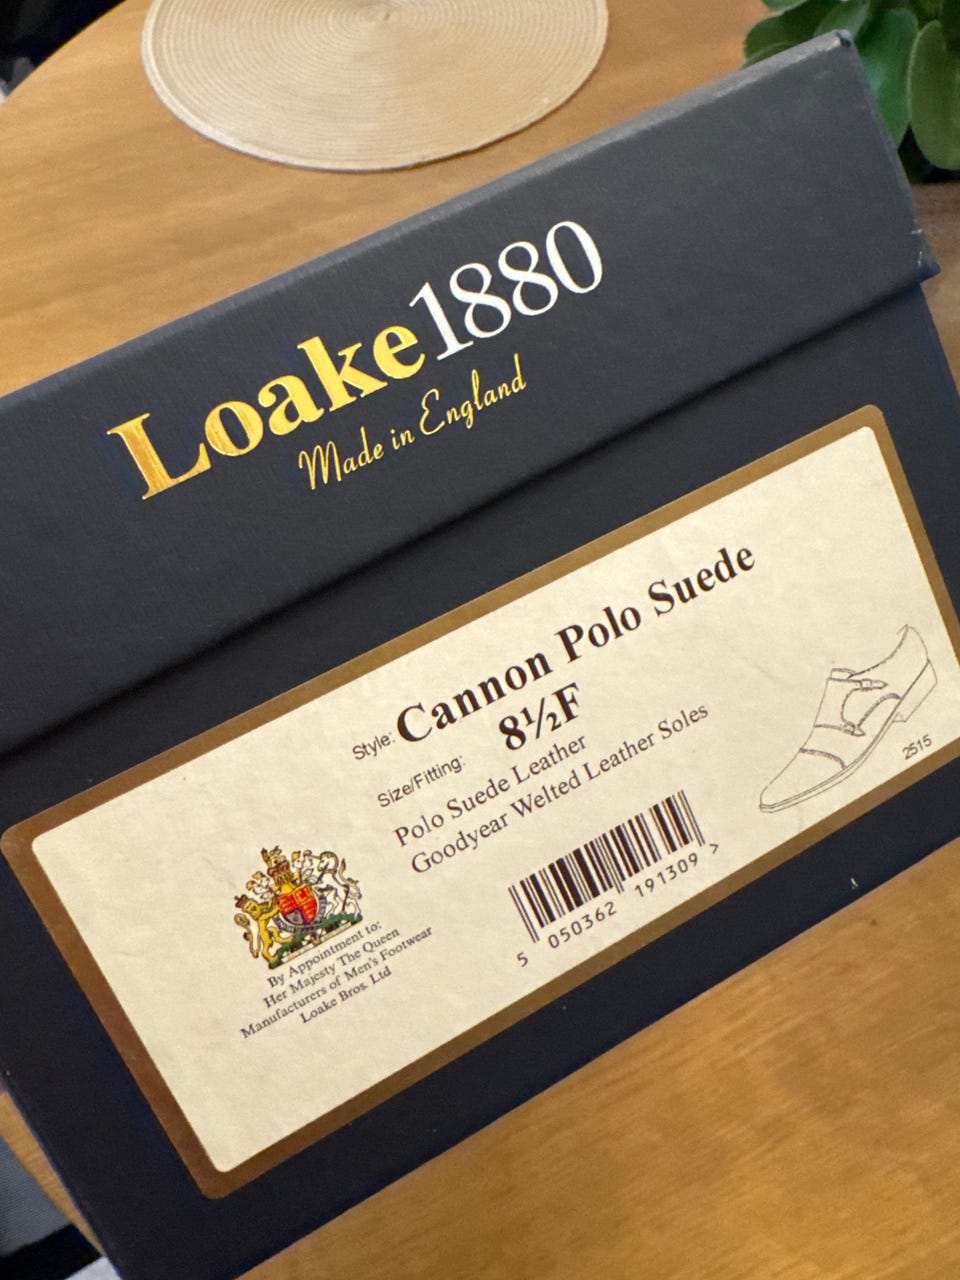 Loake1880
Made in England
Style: Cannon Polo Suede
Size/Fitting: 8½F
Polo Suede Leather
Goodyear Welted Leather Soles
2515
5 050362 191309 >
By Appointment to:
Her Majesty The Queen
Manufacturers of Men's Footwear
Loake Bros. Ltd